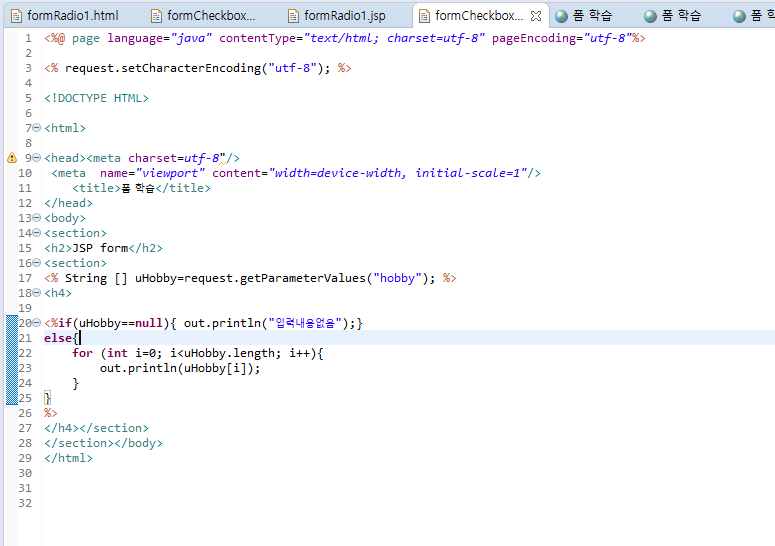 formRadio1.html formCheckbox... formRadio1.jsp formCheckbox... 폼 학습 폼 학습 폼 학
1 <%@ page language="java" contentType="text/html; charset=utf-8" pageEncoding="utf-8"%>
2
3 <% request.setCharacterEncoding("utf-8"); %>
4
5 <!DOCTYPE HTML>
6
7 <html>
8
9 <head><meta charset=utf-8"/>
10 <meta  name="viewport" content="width=device-width, initial-scale=1"/>
11 <title>폼 학습</title>
12 </head>
13 <body>
14 <section>
15 <h2>JSP form</h2>
16 <section>
17 <% String [] uHobby=request.getParameterValues("hobby"); %>
18 <h4>
19
20 <%if(uHobby==null){ out.println("입력내용없음");}
21 else{
22 for (int i=0; i<uHobby.length; i++){
23 out.println(uHobby[i]);
24 }
25 }
26 %>
27 </h4></section>
28 </section></body>
29 </html>
30
31
32